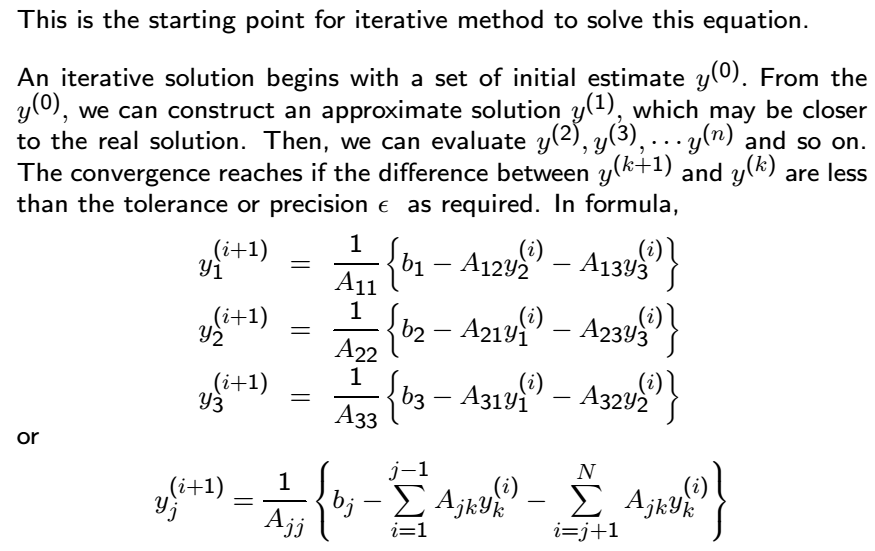 This is the starting point for iterative method to solve this equation.
An iterative solution begins with a set of initial estimate y^{(0)}. From the
y^{(0)}, we can construct an approximate solution y^{(1)}, which may be closer
to the real solution. Then, we can evaluate y^{(2)}, y^{(3)}, ··· y^{(n)} and so on.
The convergence reaches if the difference between y^{(k+1)} and y^{(k)} are less
than the tolerance or precision ϵ as required. In formula,
y_1^{(i+1)} = \frac{1}{A_{11}} \left\{ b_1 − A_{12}y_2^{(i)} − A_{13}y_3^{(i)} \right\}
y_2^{(i+1)} = \frac{1}{A_{22}} \left\{ b_2 − A_{21}y_1^{(i)} − A_{23}y_3^{(i)} \right\}
y_3^{(i+1)} = \frac{1}{A_{33}} \left\{ b_3 − A_{31}y_1^{(i)} − A_{32}y_2^{(i)} \right\}
or
y_j^{(i+1)} = \frac{1}{A_{jj}} \left\{ b_j − \sum_{i=1}^{j−1} A_{jk}y_k^{(i)} − \sum_{i=j+1}^{N} A_{jk}y_k^{(i)} \right\}